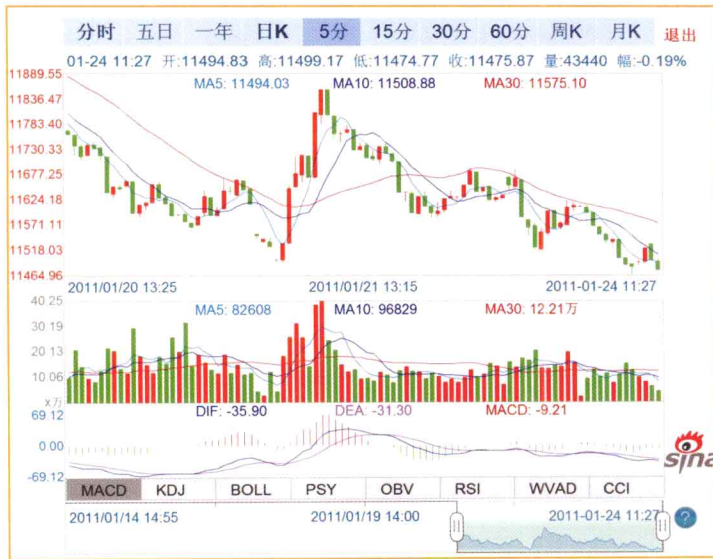 分时 五日 一年 日K 5分 15分 30分 60分 周K 月K 退出
01-24 11:27 开:11494.83 高:11499.17 低:11474.77 收:11475.87 量:43440 幅:-0.19%
11889.55
MA5: 11494.03 MA10: 11508.88 MA30: 11575.10
11836.47
11783.40
11730.33
11677.25
11624.18
11571.11
11518.03
11464.96
2011/01/20 13:25 2011/01/21 13:15 2011-01-24 11:27
40.25
MA5: 82608 MA10: 96829 MA30: 12.21万
30.19
20.13
10.06
x万
69.12
DIF: -35.90 DEA: -31.30 MACD: -9.21
0.00
-69.12
sina
MACD KDJ BOLL PSY OBV RSI WVAD CCI
2011/01/14 14:55 2011/01/19 14:00 2011-01-24 11:27 ?